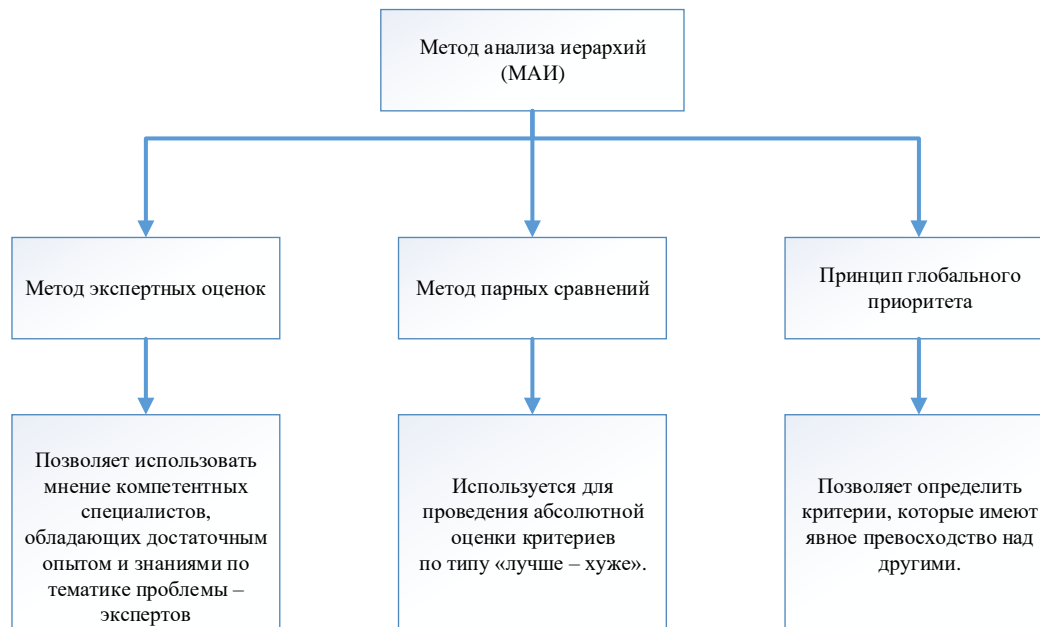 Метод анализа иерархий
(МАИ)
Метод экспертных оценок
Метод парных сравнений
Принцип глобального
приоритета
Позволяет использовать
мнение компетентных
специалистов,
обладающих достаточным
опытом и знаниями по
тематике проблемы –
экспертов
Используется для
проведения абсолютной
оценки критериев
по типу «лучше – хуже».
Позволяет определить
критерии, которые имеют
явное превосходство над
другими.